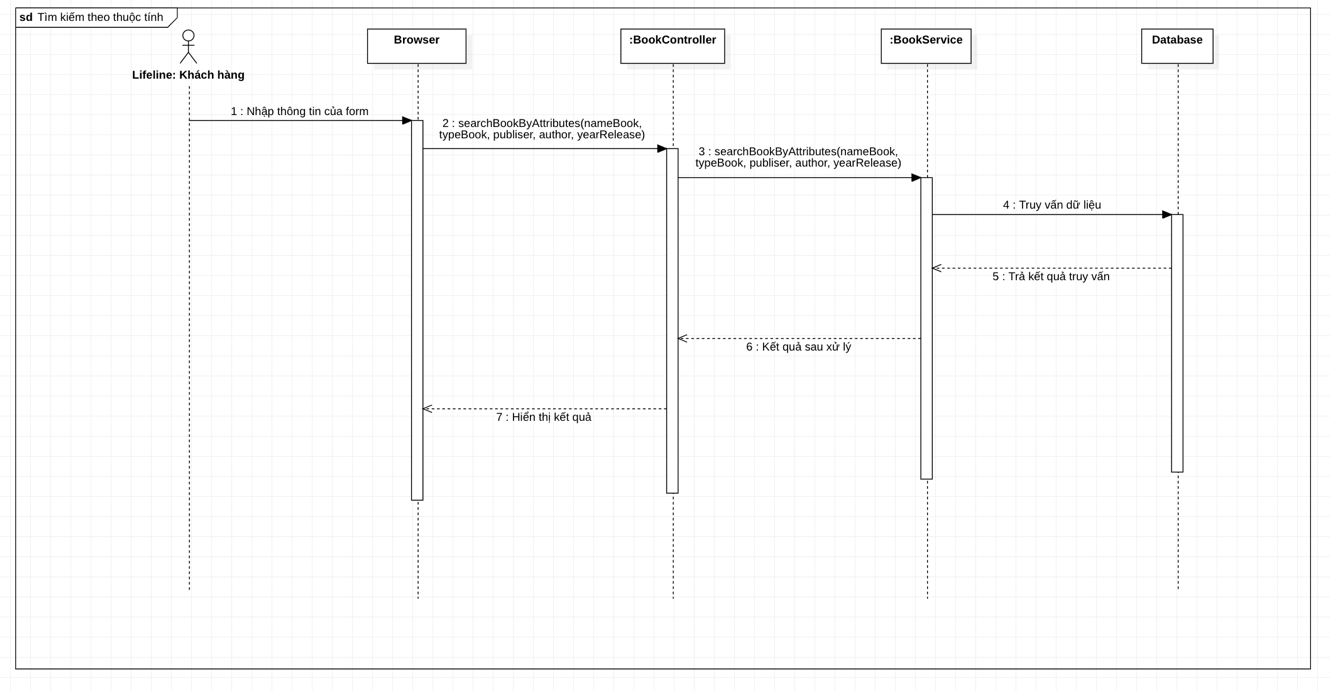 sd Tìm kiếm theo thuộc tính
Lifeline: Khách hàng
Browser
:BookController
:BookService
Database
1 : Nhập thông tin của form
2 : searchBookByAttributes(nameBook,
typeBook, publiser, author, yearRelease)
3 : searchBookByAttributes(nameBook,
typeBook, publiser, author, yearRelease)
4 : Truy vấn dữ liệu
5 : Trả kết quả truy vấn
6 : Kết quả sau xử lý
7 : Hiển thị kết quả